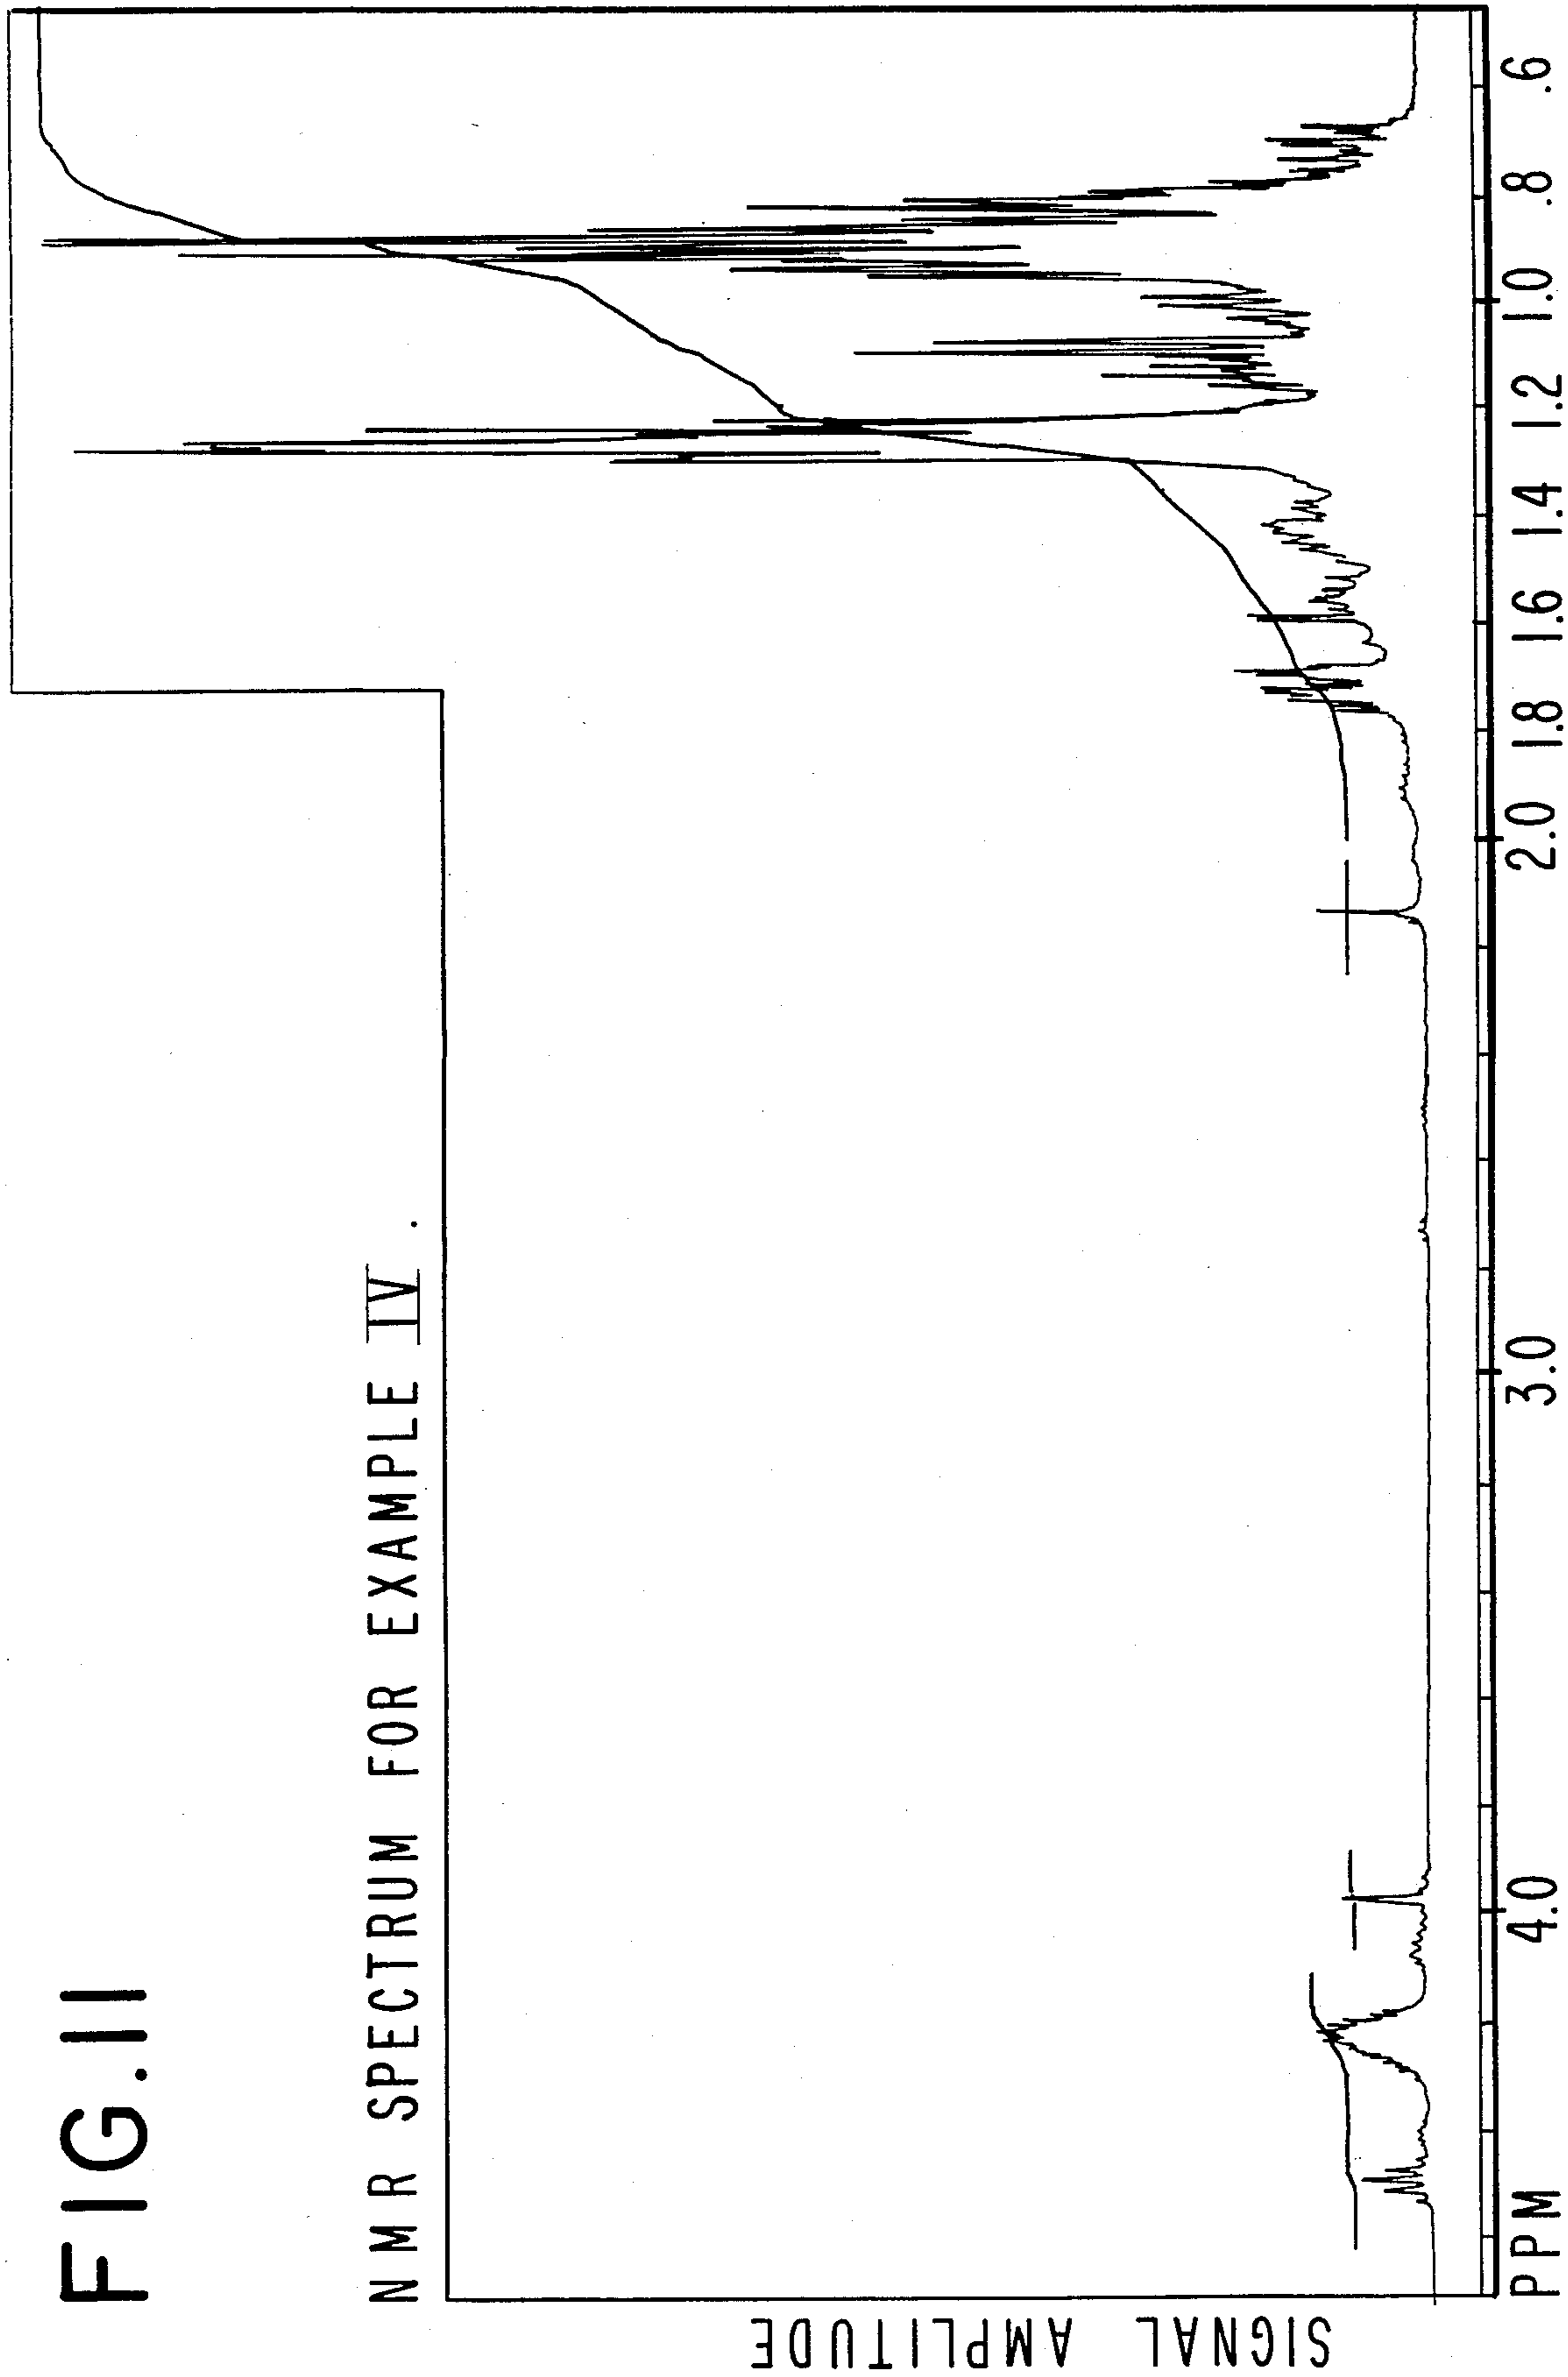 FIG.11
NMR SPECTRUM FOR EXAMPLE IV.
SIGNAL AMPLITUDE
PPM 4.0 3.0 2.0 1.8 1.6 1.4 1.2 1.0 .8 .6